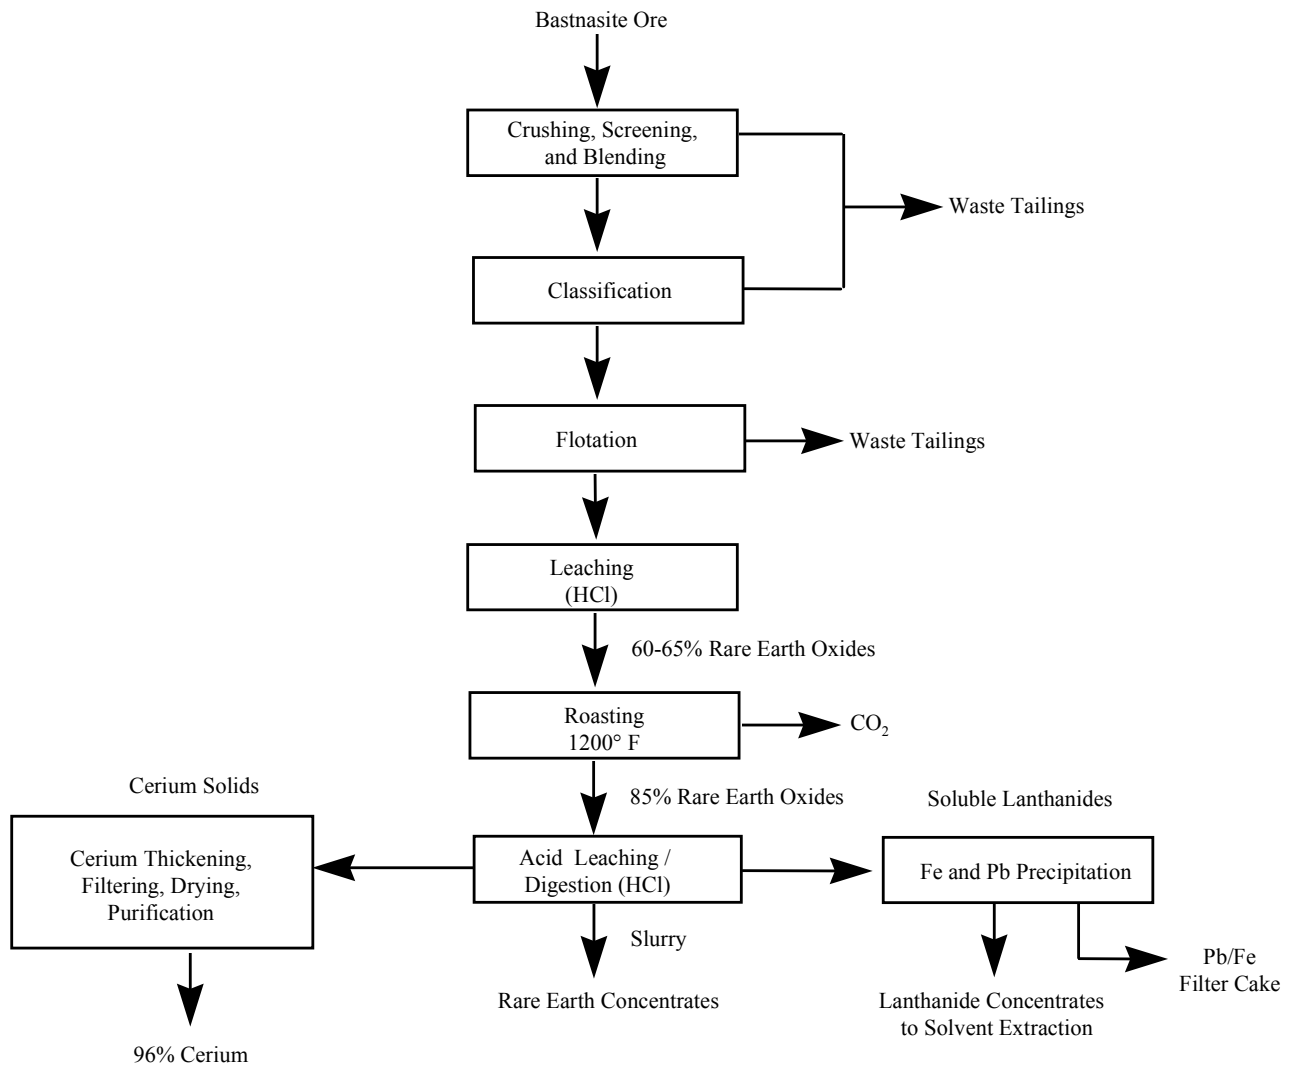 Bastnasite Ore
Crushing, Screening,
and Blending
Waste Tailings
Classification
Flotation
Waste Tailings
Leaching
(HCl)
60-65% Rare Earth Oxides
Roasting
1200° F
CO2
Cerium Solids
85% Rare Earth Oxides
Soluble Lanthanides
Cerium Thickening,
Filtering, Drying,
Purification
Acid Leaching /
Digestion (HCl)
Fe and Pb Precipitation
Slurry
Pb/Fe
Filter Cake
Rare Earth Concentrates
Lanthanide Concentrates
to Solvent Extraction
96% Cerium